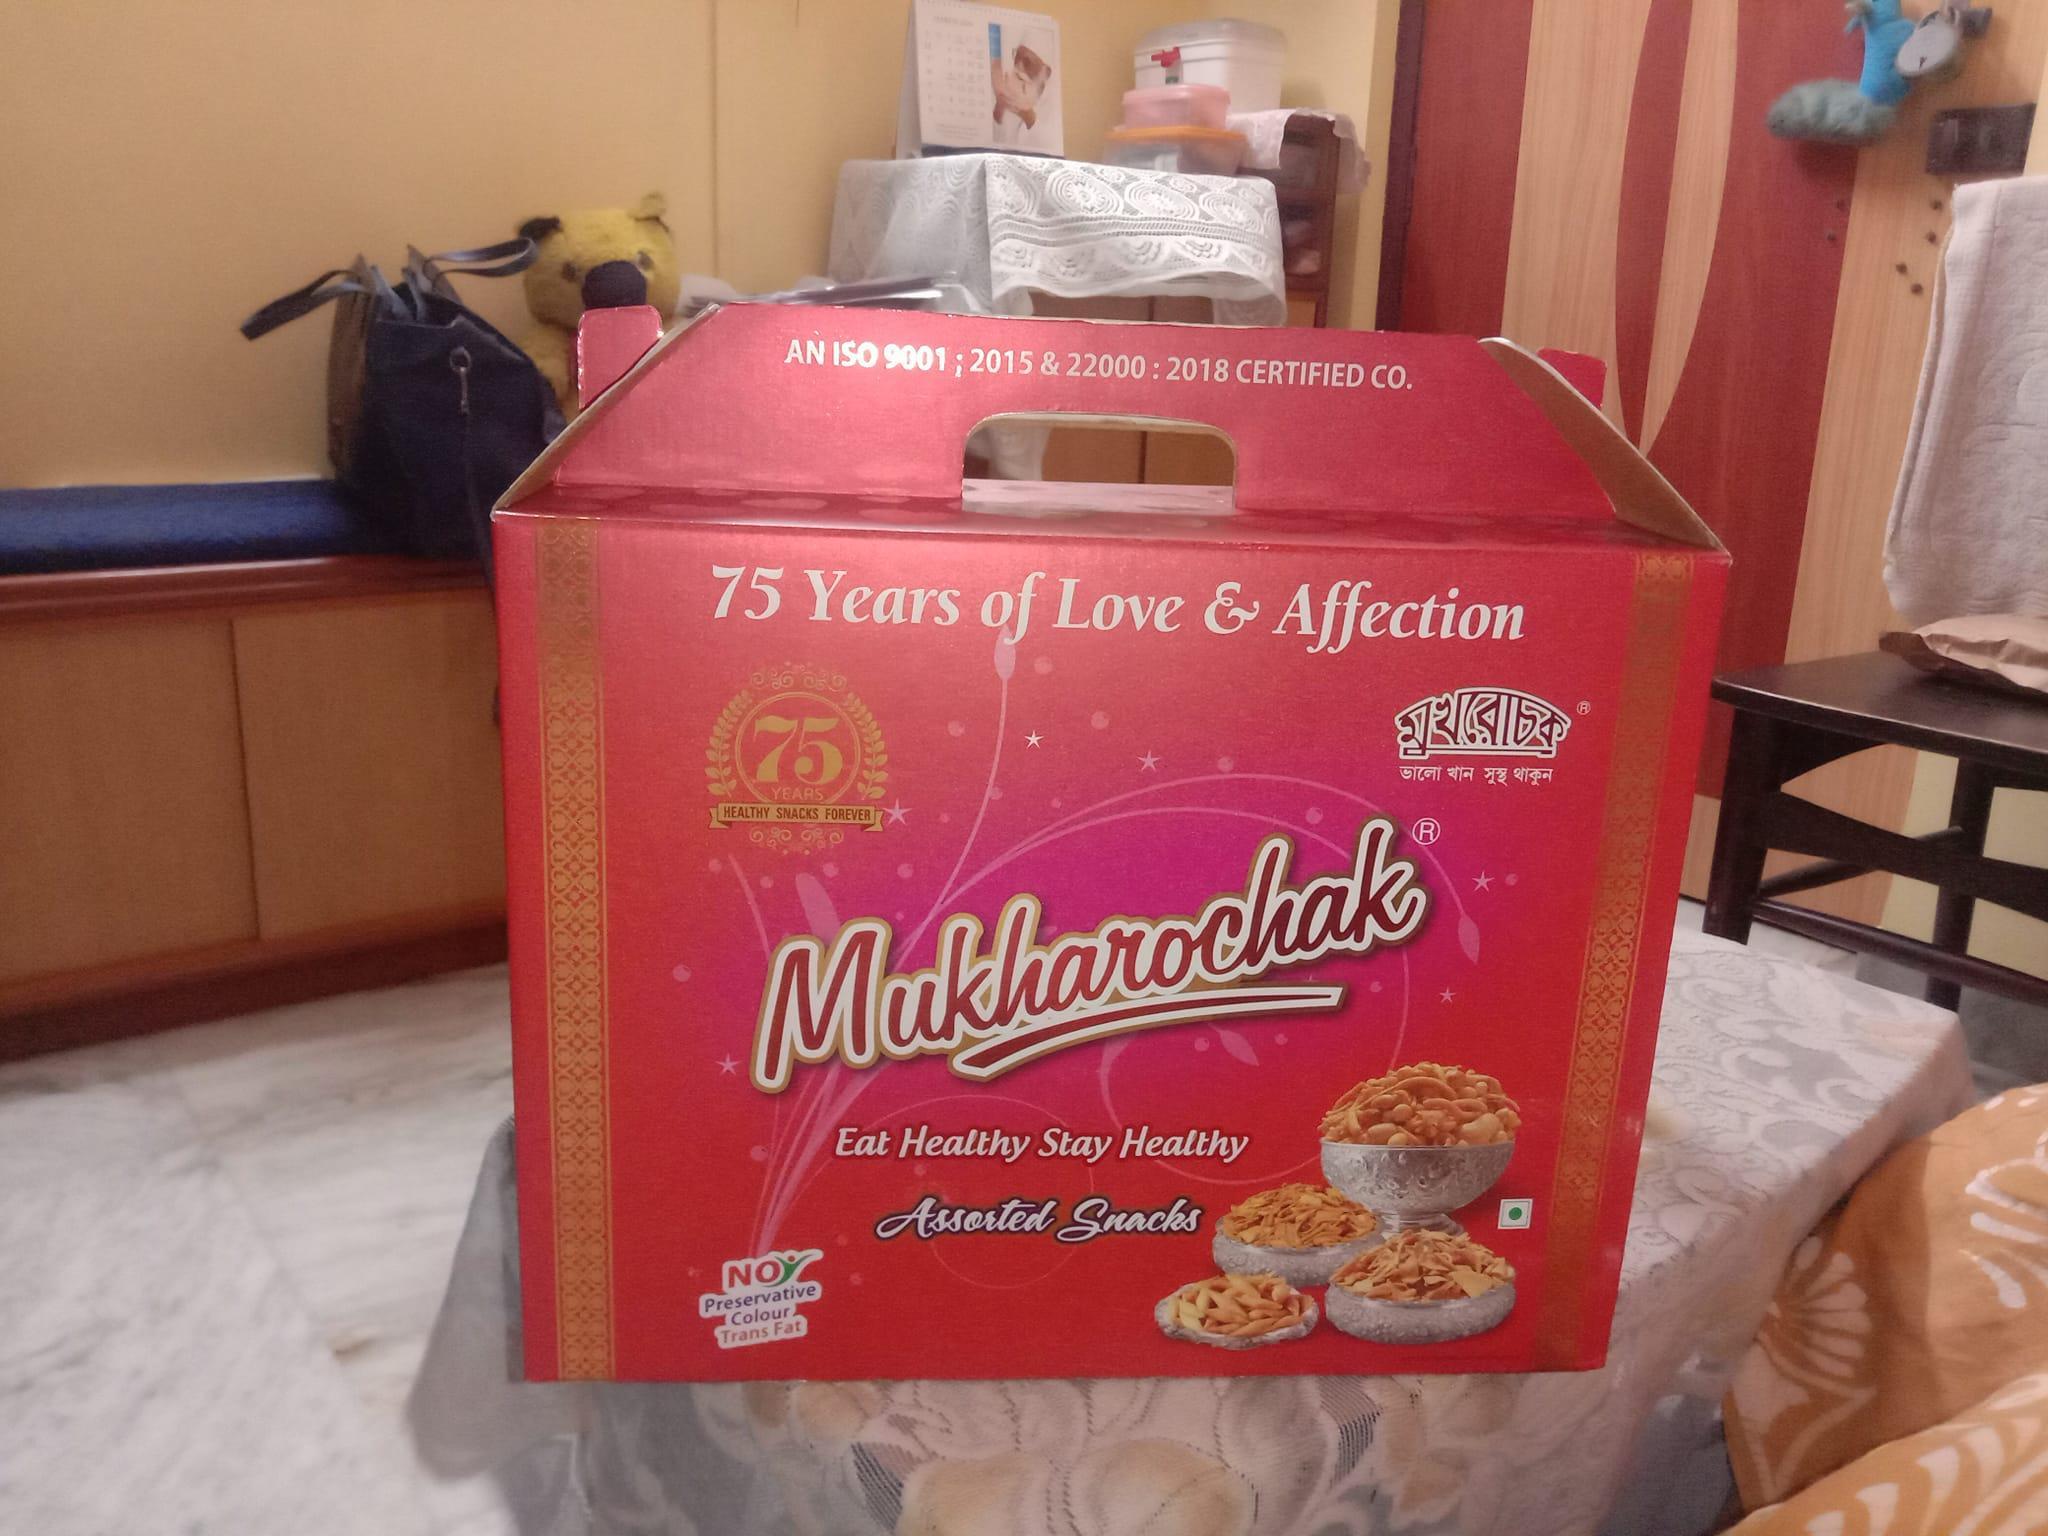 AN ISO 9001 ; 2015 & 22000 : 2018 CERTIFIED CO.
75 Years of Love & Affection
75
YEARS
HEALTHY SNACKS FOREVER
মুখরোচক ®
ভালো খান সুস্থ থাকুন
Mukharochak ®
Eat Healthy Stay Healthy
Assorted Snacks
NO
Preservative
Colour
Trans Fat